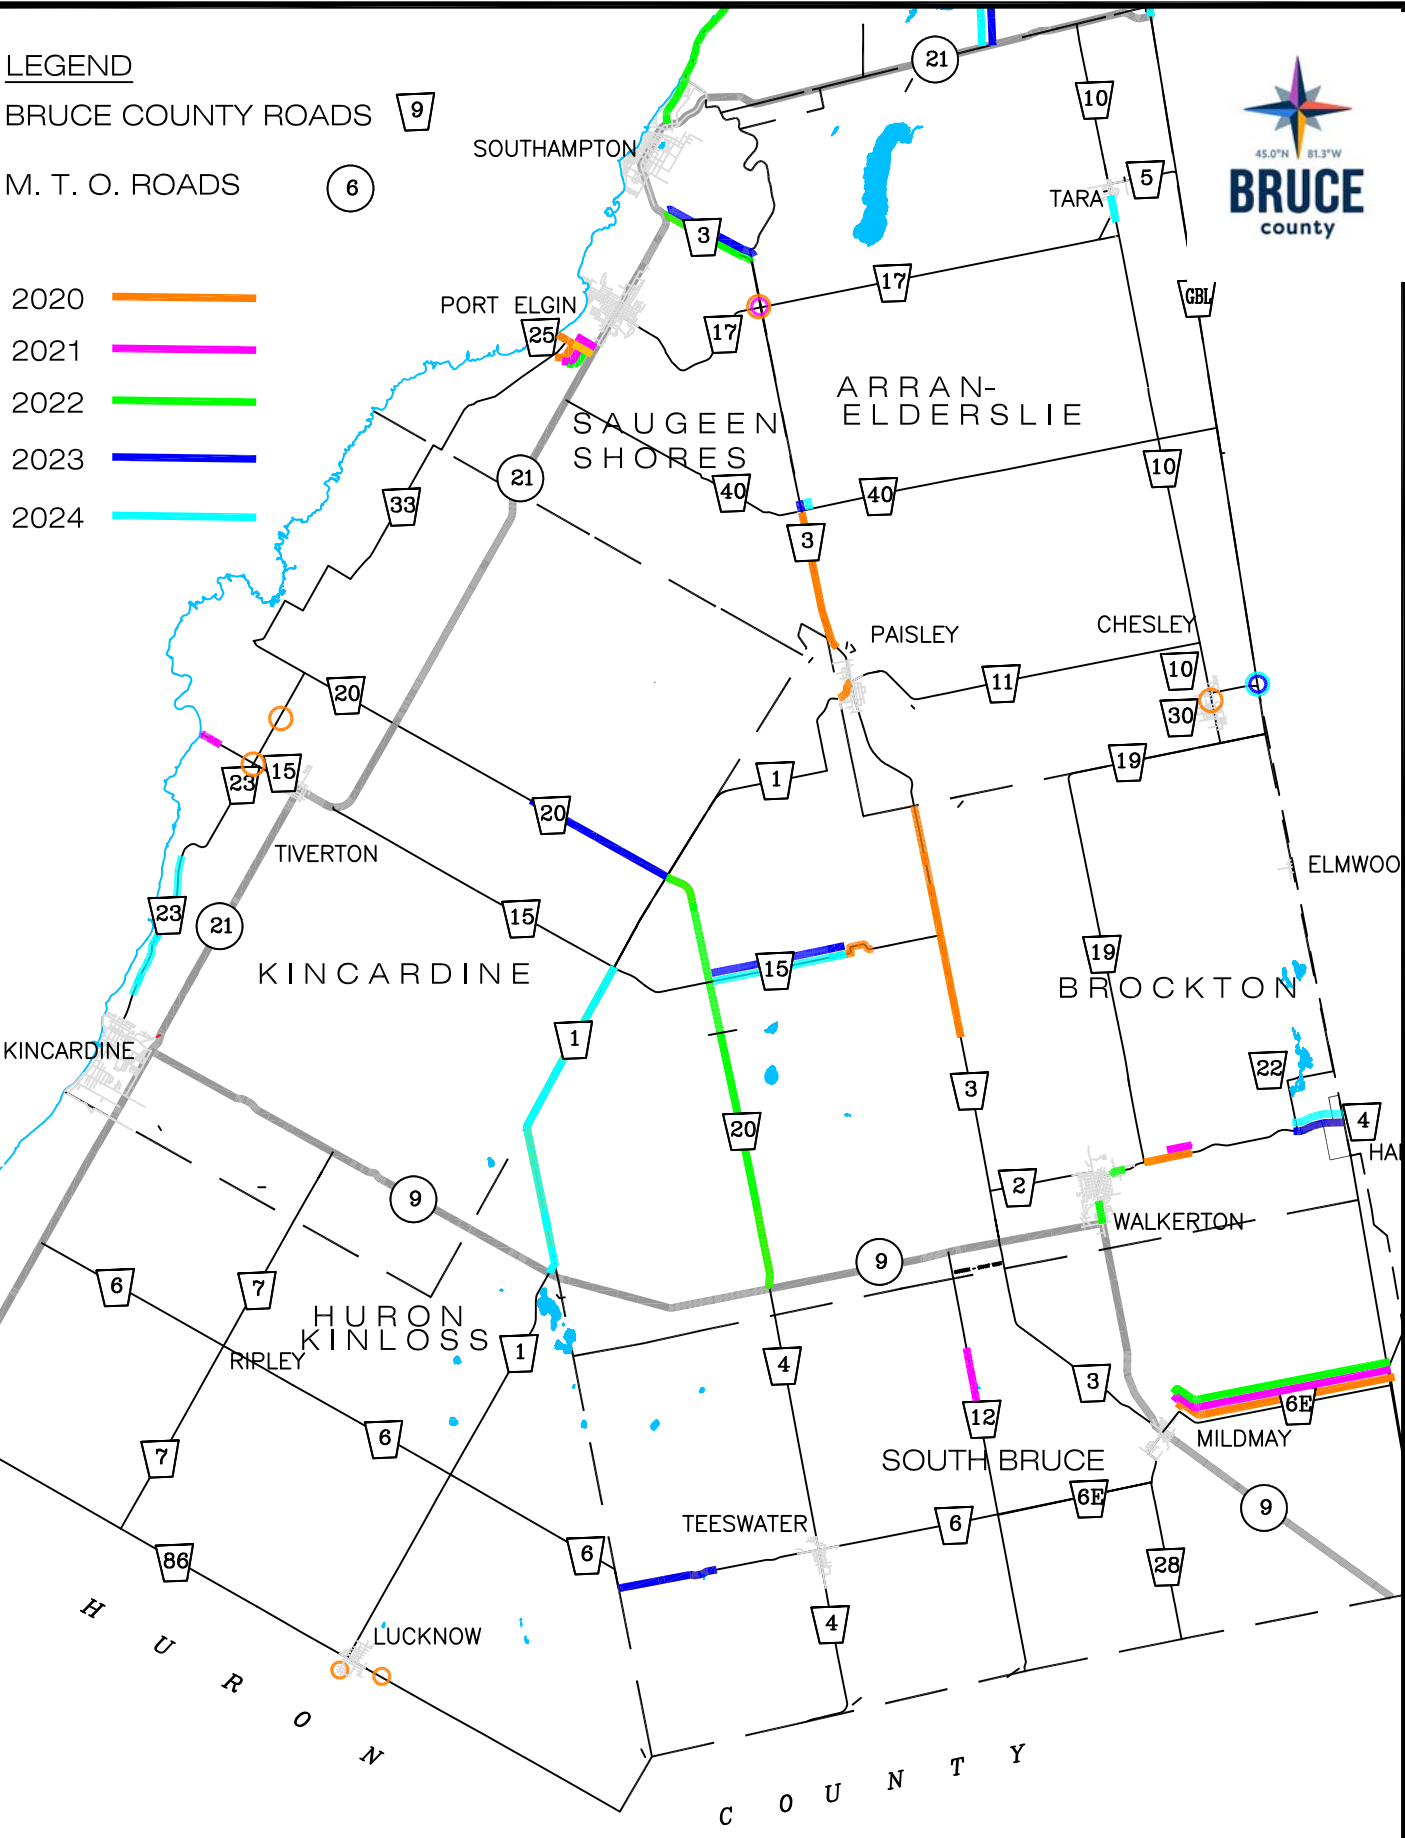 LEGEND
BRUCE COUNTY ROADS 9
M. T. O. ROADS 6
2020
2021
2022
2023
2024
45.0°N 81.3°W
BRUCE
county
21
10
SOUTHAMPTON
5
TARA
3
17
GBL
PORT ELGIN
25
17
ARRAN-
ELDERSLIE
SAUGEEN
SHORES
21
10
40
40
33
3
PAISLEY
CHESLEY
10
11
20
30
15
23
1
19
20
TIVERTON
ELMWOO
23
21
15
KINCARDINE
15
19
BROCKTON
1
KINCARDINE
22
3
4
20
HA
2
9
WALKERTON
9
6
7
HURON
KINLOSS
1
RIPLEY
4
3
6E
12
MILDMAY
6
7
SOUTH BRUCE
6E
9
TEESWATER
6
6
86
28
4
LUCKNOW
HURON
COUNTY